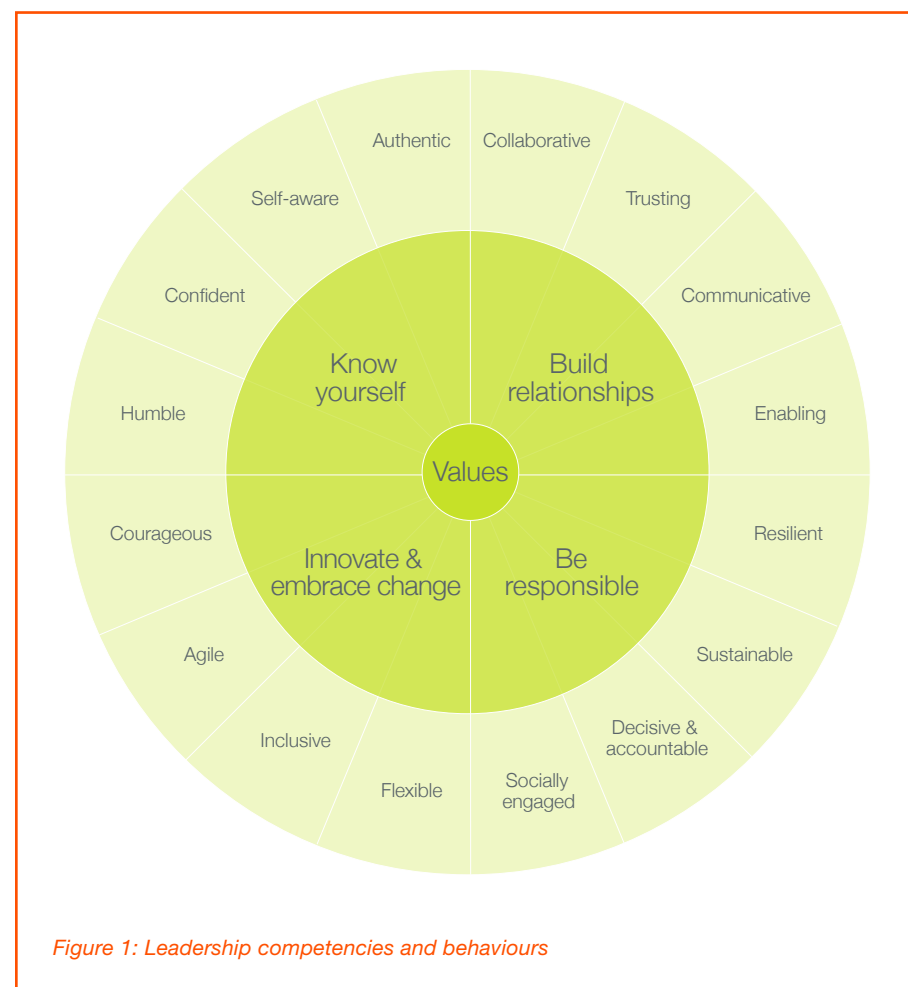 Authentic
Collaborative
Self-aware
Trusting
Confident
Communicative
Know
yourself
Build
relationships
Humble
Enabling
Values
Courageous
Resilient
Innovate &
embrace change
Be
responsible
Agile
Sustainable
Inclusive
Decisive &
accountable
Flexible
Socially
engaged
Figure 1: Leadership competencies and behaviours